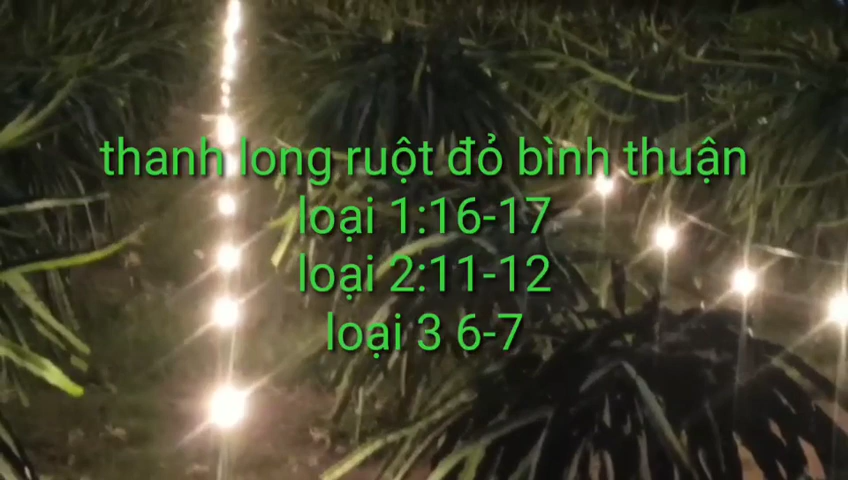 thanh long ruột đỏ bình thuận
loại 1:16-17
loại 2:11-12
loại 3 6-7